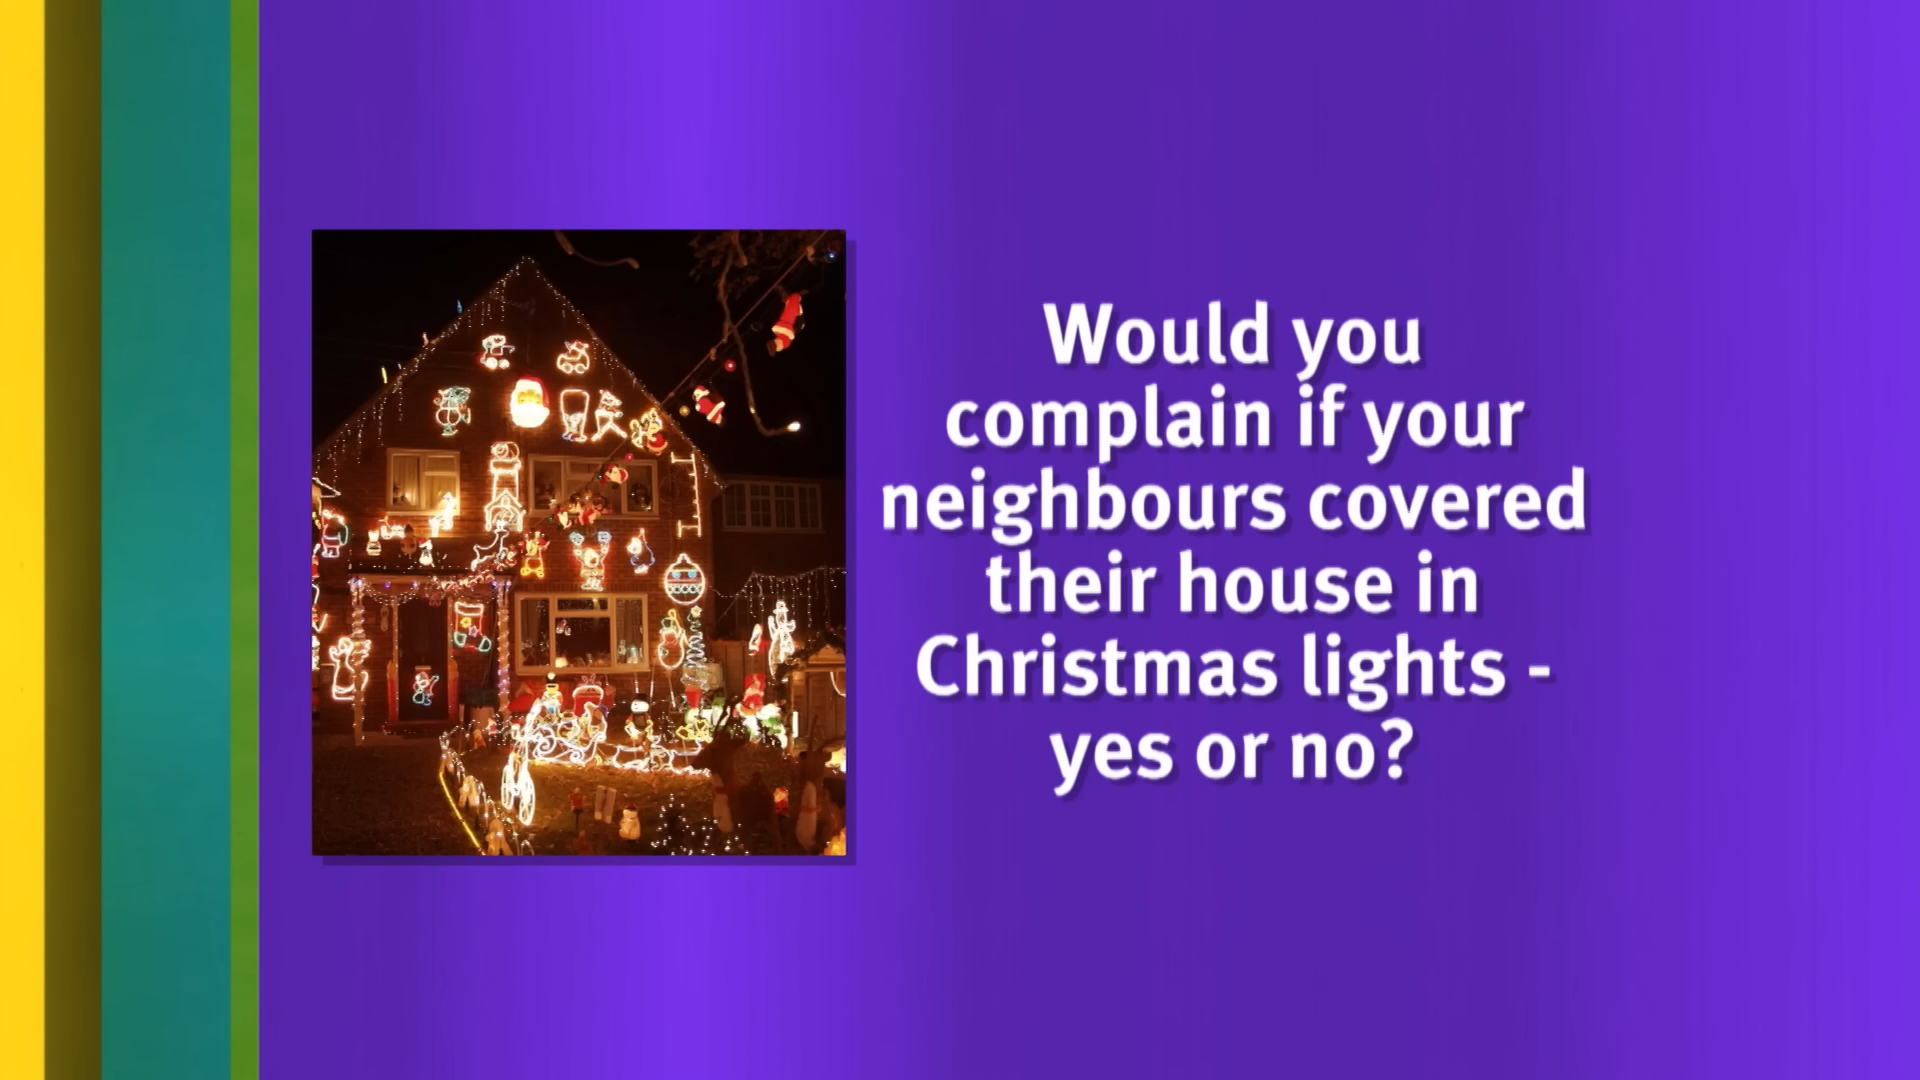 Would you
complain if your
neighbours covered
their house in
Christmas lights -
yes or no?